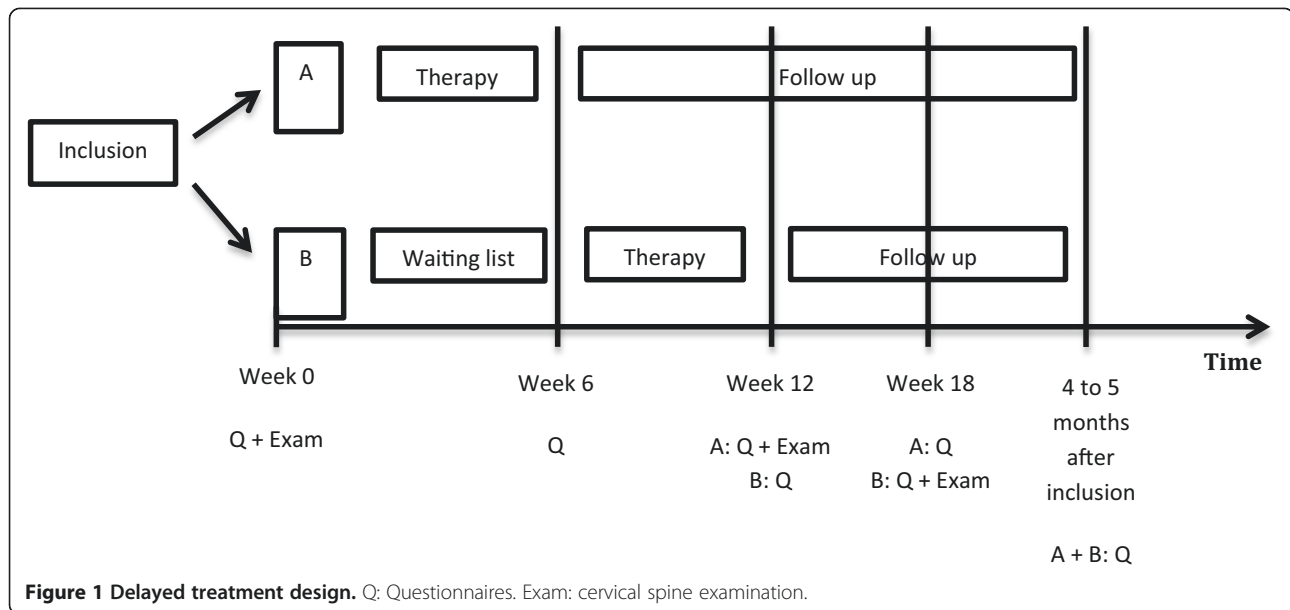 A
Therapy
Follow up
Inclusion
B
Waiting list
Therapy
Follow up
Time
Week 0
Q + Exam
Week 6
Q
Week 12
A: Q + Exam
B: Q
Week 18
A: Q
B: Q + Exam
4 to 5
months
after
inclusion
A + B: Q
Figure 1 Delayed treatment design. Q: Questionnaires. Exam: cervical spine examination.